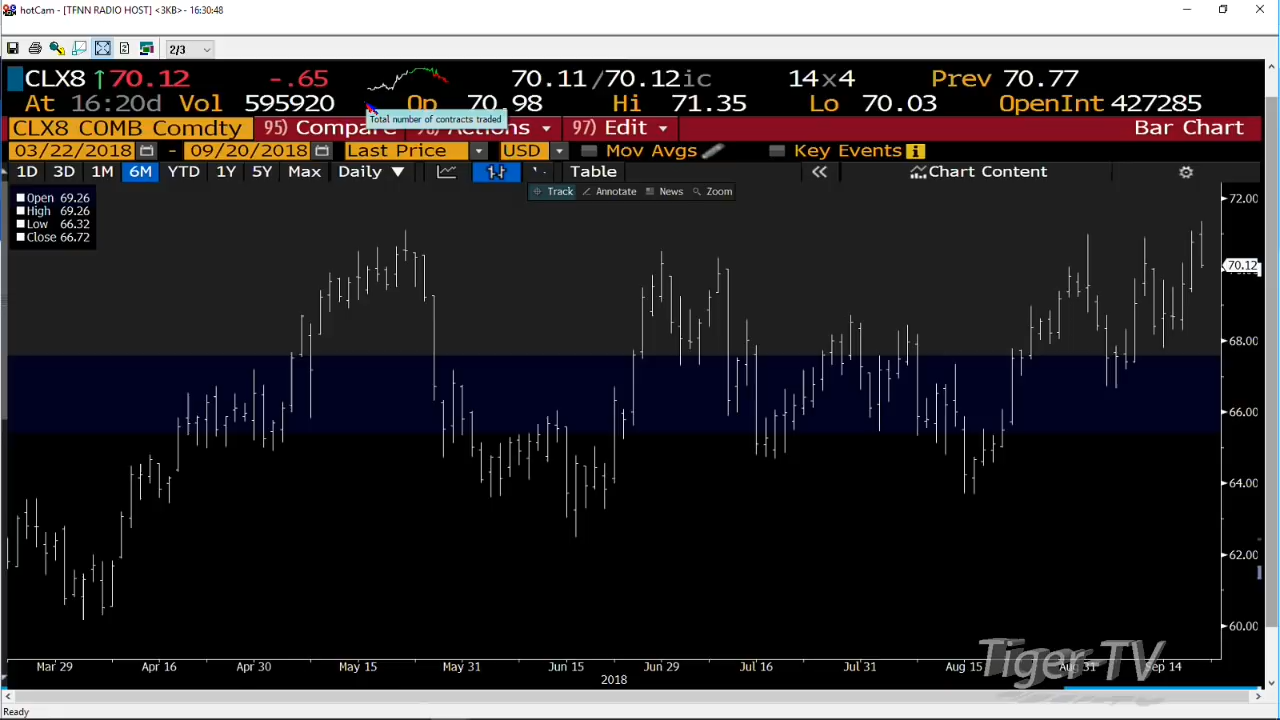 hotCam - [TFNN RADIO HOST] <3KB> - 16:30:48
2/3
CLX8 ↑70.12 -.65 70.11/70.12ic 14x4 Prev 70.77
At 16:20d Vol 595920 Op 70.98 Hi 71.35 Lo 70.03 OpenInt 427285
Total number of contracts traded
CLX8 COMB Comdty 95) Compare Actions 97) Edit Bar Chart
03/22/2018 - 09/20/2018 Last Price USD Mov Avgs Key Events
1D 3D 1M 6M YTD 1Y 5Y Max Daily ▼ Table « Chart Content
Track Annotate News Zoom
Open 69.26
High 69.26
Low 66.32
Close 66.72
72.00
70.12
68.00
66.00
64.00
62.00
60.00
Mar 29 Apr 16 Apr 30 May 15 May 31 Jun 15 Jun 29 Jul 16 Jul 31 Aug 15 Aug 31 Sep 14
2018
Tiger-TV
Ready